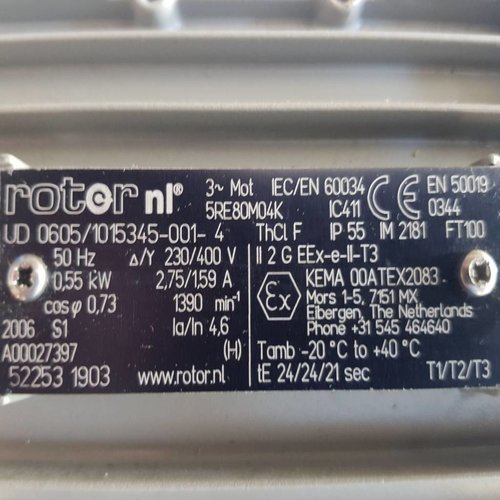 rotor nl® 3~ Mot. IEC/EN 60034 CE EN 50019
5RE80M04K IC411 0344
UD 0605/1015345-001- 4 ThCl F IP 55 IM 2181 FT100
50 Hz Δ/Y 230/400 V II 2 G EEx-e-II-T3
0,55 kW 2,75/1,59 A Ex KEMA 00ATEX2083
cosφ 0,73 1390 min⁻¹ Mors 1-5, 7151 MX
Eibergen, The Netherlands
2006 S1 Ia/In 4,6 Phone +31 545 464640
A00027397 (H) Tamb -20 °C to +40 °C
52253 1903 www.rotor.nl tE 24/24/21 sec T1/T2/T3